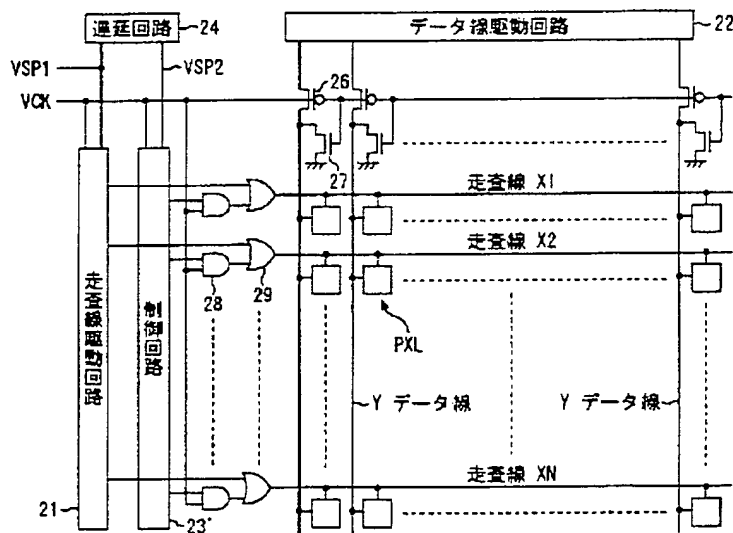 遅延回路
24
データ線駆動回路
22
VSP1
VSP2
VCK
26
27
走査線 X1
走査線 X2
28
29
PXL
走査線駆動回路
制御回路
Y データ線
Y データ線
走査線 XN
21
23'